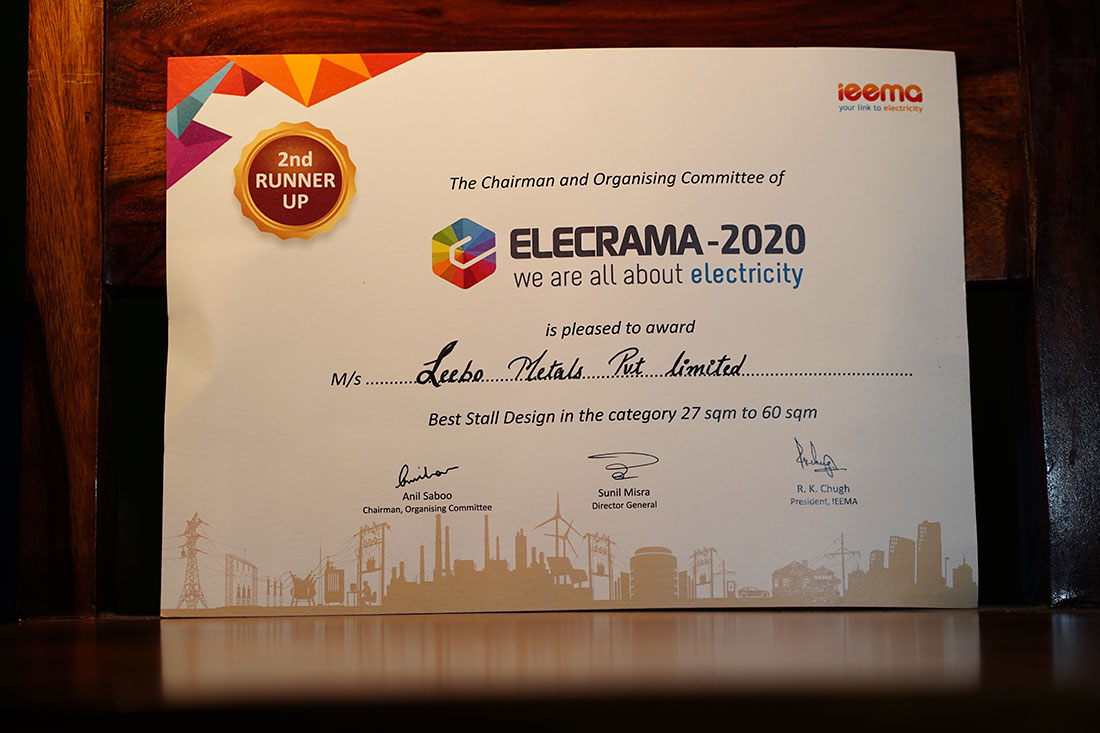 ieema
your link to electricity
2nd
RUNNER
UP
The Chairman and Organising Committee of
ELECRAMA-2020
we are all about electricity
is pleased to award
M/s ........ Leebo Metals Pvt limited ........
Best Stall Design in the category 27 sqm to 60 sqm
Anil Saboo
Chairman, Organising Committee
Sunil Misra
Director General
R. K. Chugh
President, IEEMA